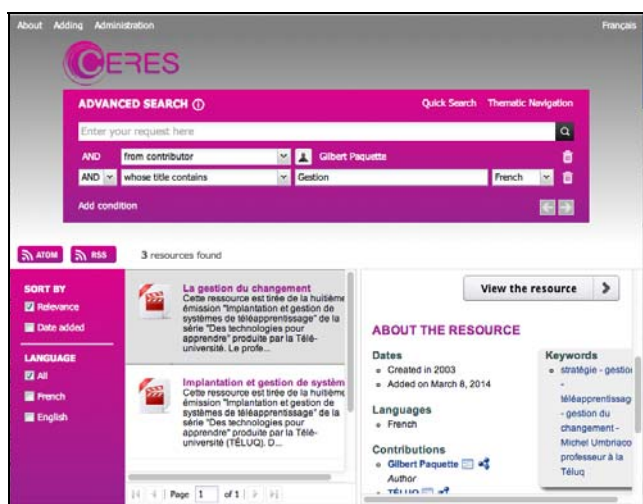 About Adding Administration Français
CERES
ADVANCED SEARCH Quick Search Thematic Navigation
Enter your request here
AND from contributor Gilbert Paquette
AND whose title contains Gestion French
Add condition
ATOM RSS 3 resources found
SORT BY
Relevance
Date added
LANGUAGE
All
French
English
La gestion du changement
Cette ressource est tirée de la huitième
émission "Implantation et gestion de
systèmes de téléapprentissage" de la
série "Des technologies pour
apprendre" produite par la Télé-
université. Le profe...
Implantation et gestion de systèm
Cette ressource est tirée de la huitième
émission "Implantation et gestion de
systèmes de téléapprentissage" de la
série "Des technologies pour
apprendre" produite par la Télé-
université (TÉLUQ). D...
Page 1 of 1
View the resource
ABOUT THE RESOURCE
Dates
Created in 2003
Added on March 8, 2014
Languages
French
Contributions
Gilbert Paquette
Author
TÉLUQ
Keywords
stratégie - gestion
-
téléapprentissage
- gestion du
changement -
Michel Umbriaco
professeur à la
Téluq